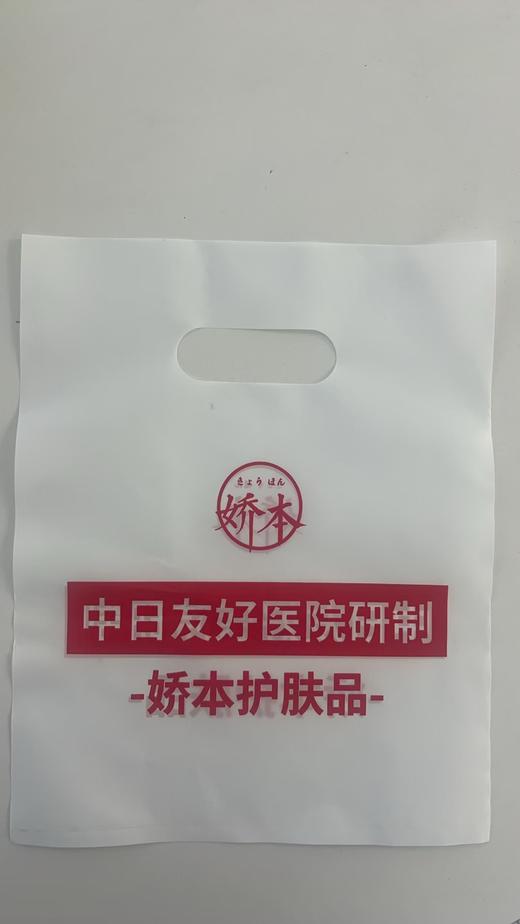 きょう ほん
娇本
中日友好医院研制
-娇本护肤品-